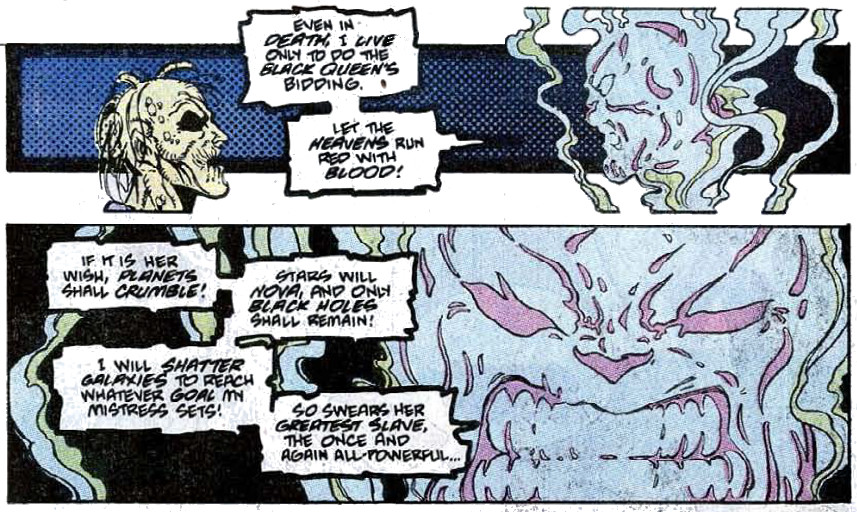 EVEN IN
DEATH, I LIVE
ONLY TO DO THE
BLACK QUEEN'S
BIDDING.
LET THE
HEAVENS RUN
RED WITH
BLOOD!
IF IT IS HER
WISH, PLANETS
SHALL CRUMBLE!
STARS WILL
NOVA, AND ONLY
BLACK HOLES
SHALL REMAIN!
I WILL SHATTER
GALAXIES TO REACH
WHATEVER GOAL MY
MISTRESS SETS!
SO SWEARS HER
GREATEST SLAVE,
THE ONCE AND
AGAIN ALL-POWERFUL...